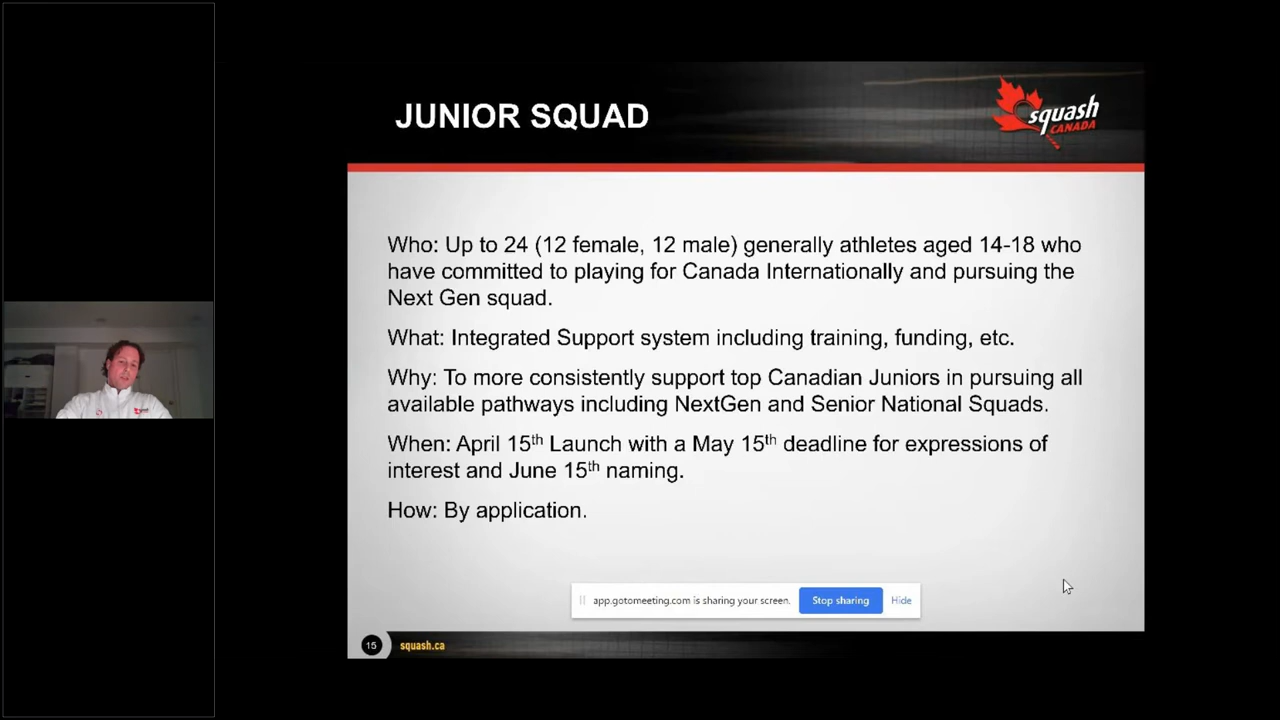 JUNIOR SQUAD
squash
CANADA
Who: Up to 24 (12 female, 12 male) generally athletes aged 14-18 who
have committed to playing for Canada Internationally and pursuing the
Next Gen squad.
What: Integrated Support system including training, funding, etc.
Why: To more consistently support top Canadian Juniors in pursuing all
available pathways including NextGen and Senior National Squads.
When: April 15th Launch with a May 15th deadline for expressions of
interest and June 15th naming.
How: By application.
app.gotomeeting.com is sharing your screen. Stop sharing Hide
15 squash.ca